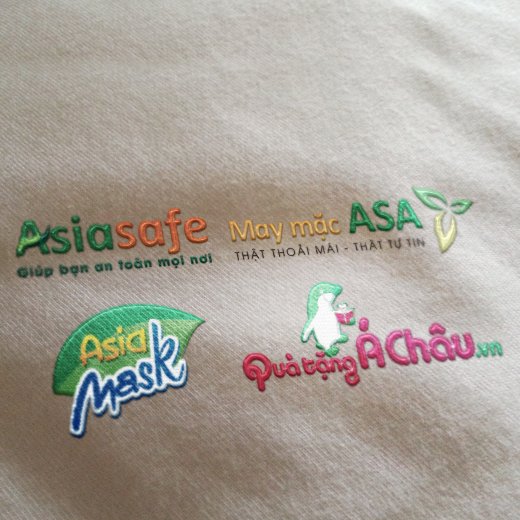 Asiasafe
Giúp bạn an toàn mọi nơi
May mặc ASA
THẬT THOẢI MÁI - THẬT TỰ TIN
Asia
Mask
Quà tặng Á Châu.vn